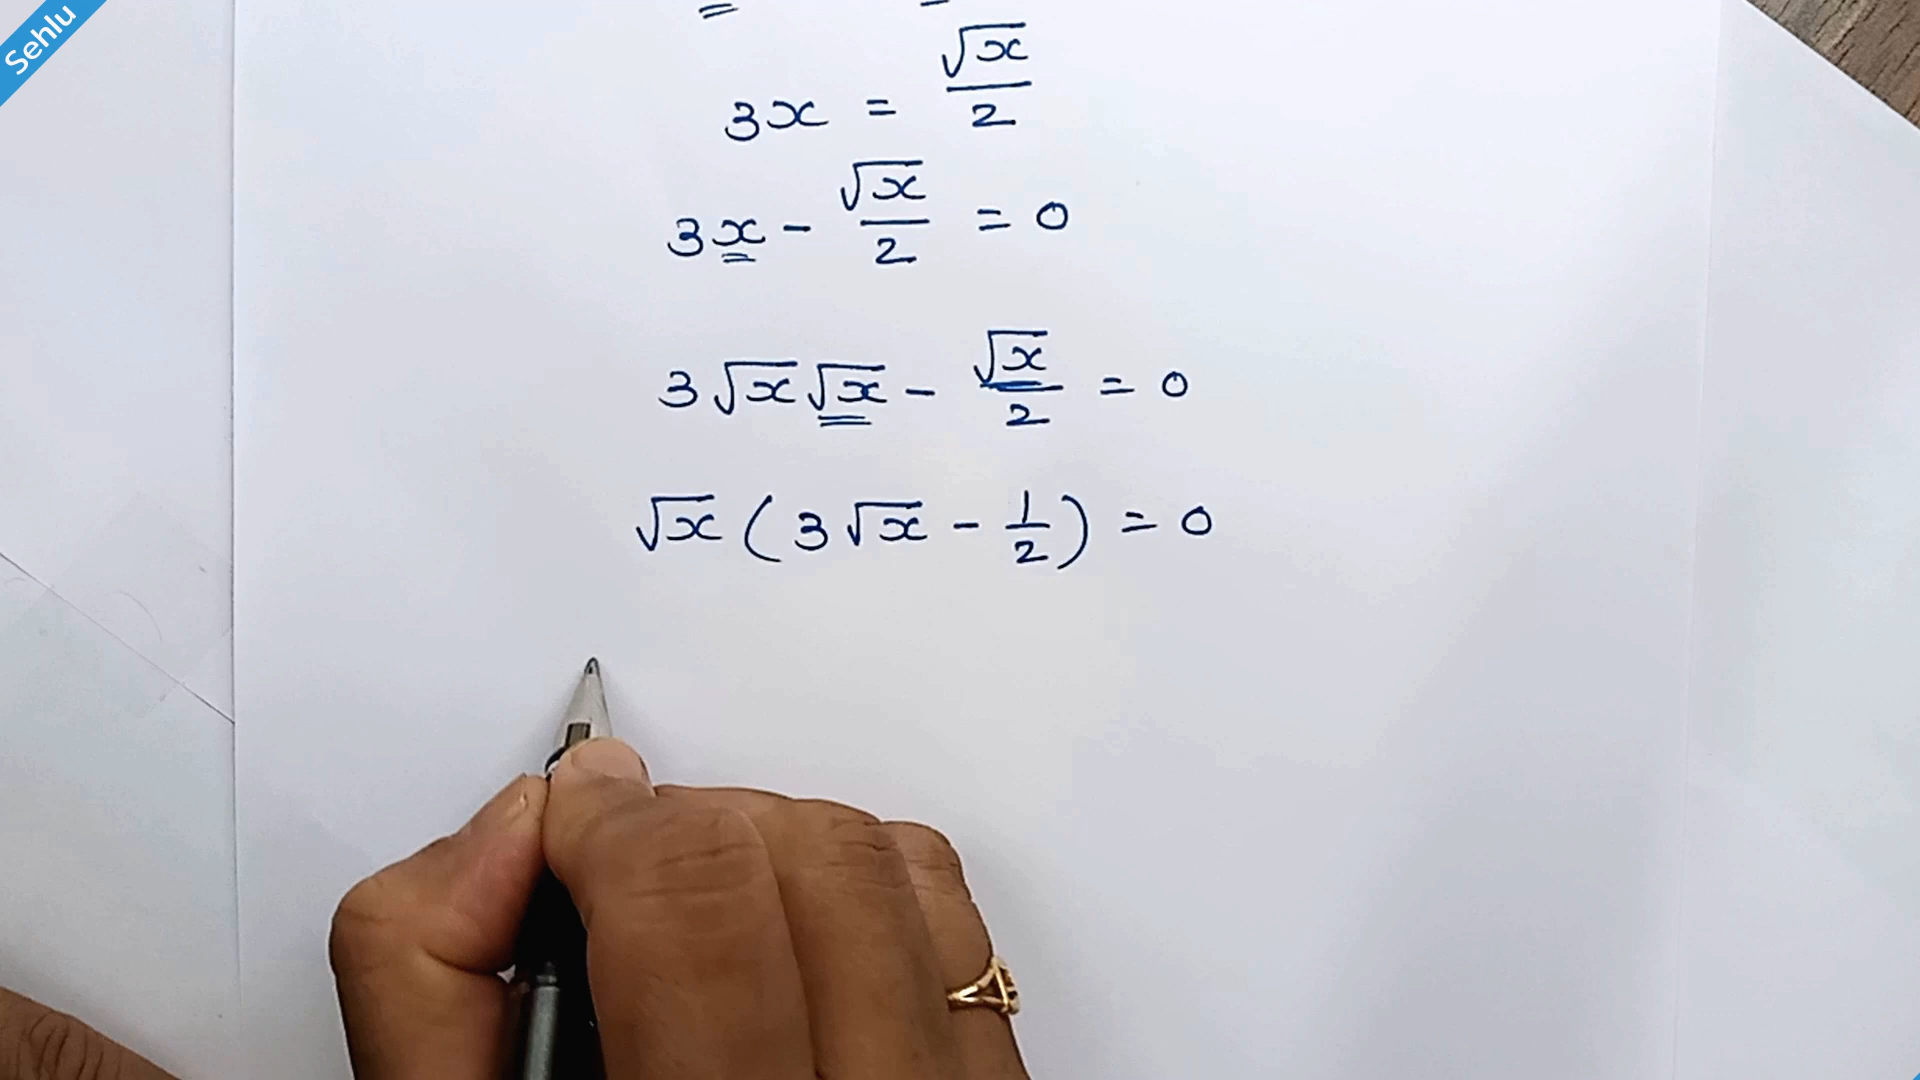 Sehlu
=
3x = √x/2
3x - √x/2 = 0
3√x√x - √x/2 = 0
√x(3√x - 1/2) = 0